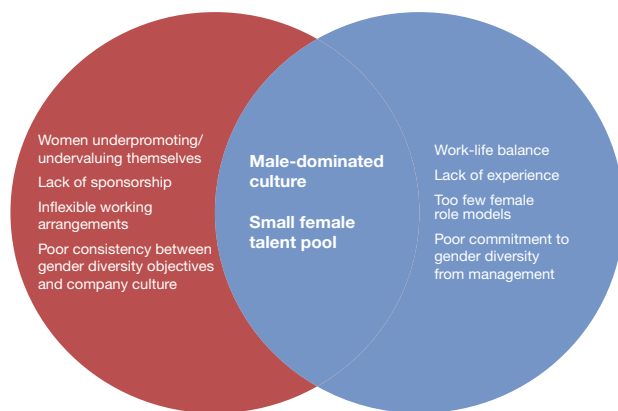 Women underpromoting/
undervaluing themselves
Lack of sponsorship
Inflexible working
arrangements
Poor consistency between
gender diversity objectives
and company culture
Male-dominated
culture
Small female
talent pool
Work-life balance
Lack of experience
Too few female
role models
Poor commitment to
gender diversity
from management